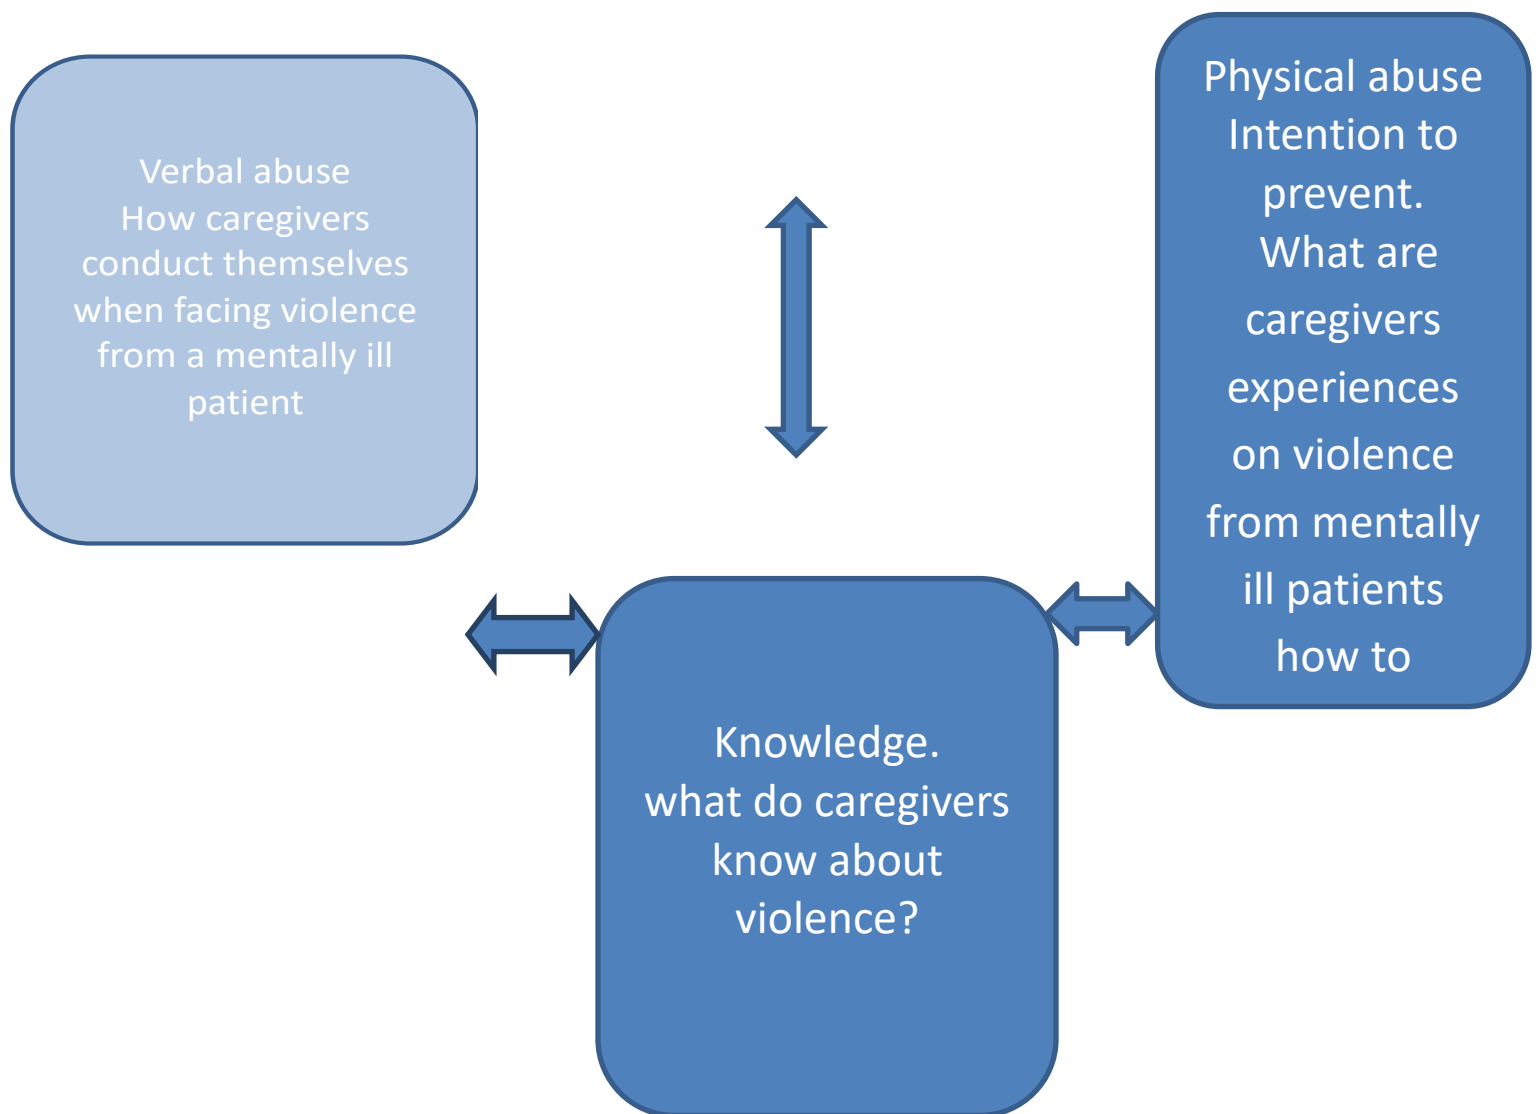 Verbal abuse
How caregivers
conduct themselves
when facing violence
from a mentally ill
patient
Physical abuse
Intention to
prevent.
What are
caregivers
experiences
on violence
from mentally
ill patients
how to
Knowledge.
what do caregivers
know about
violence?